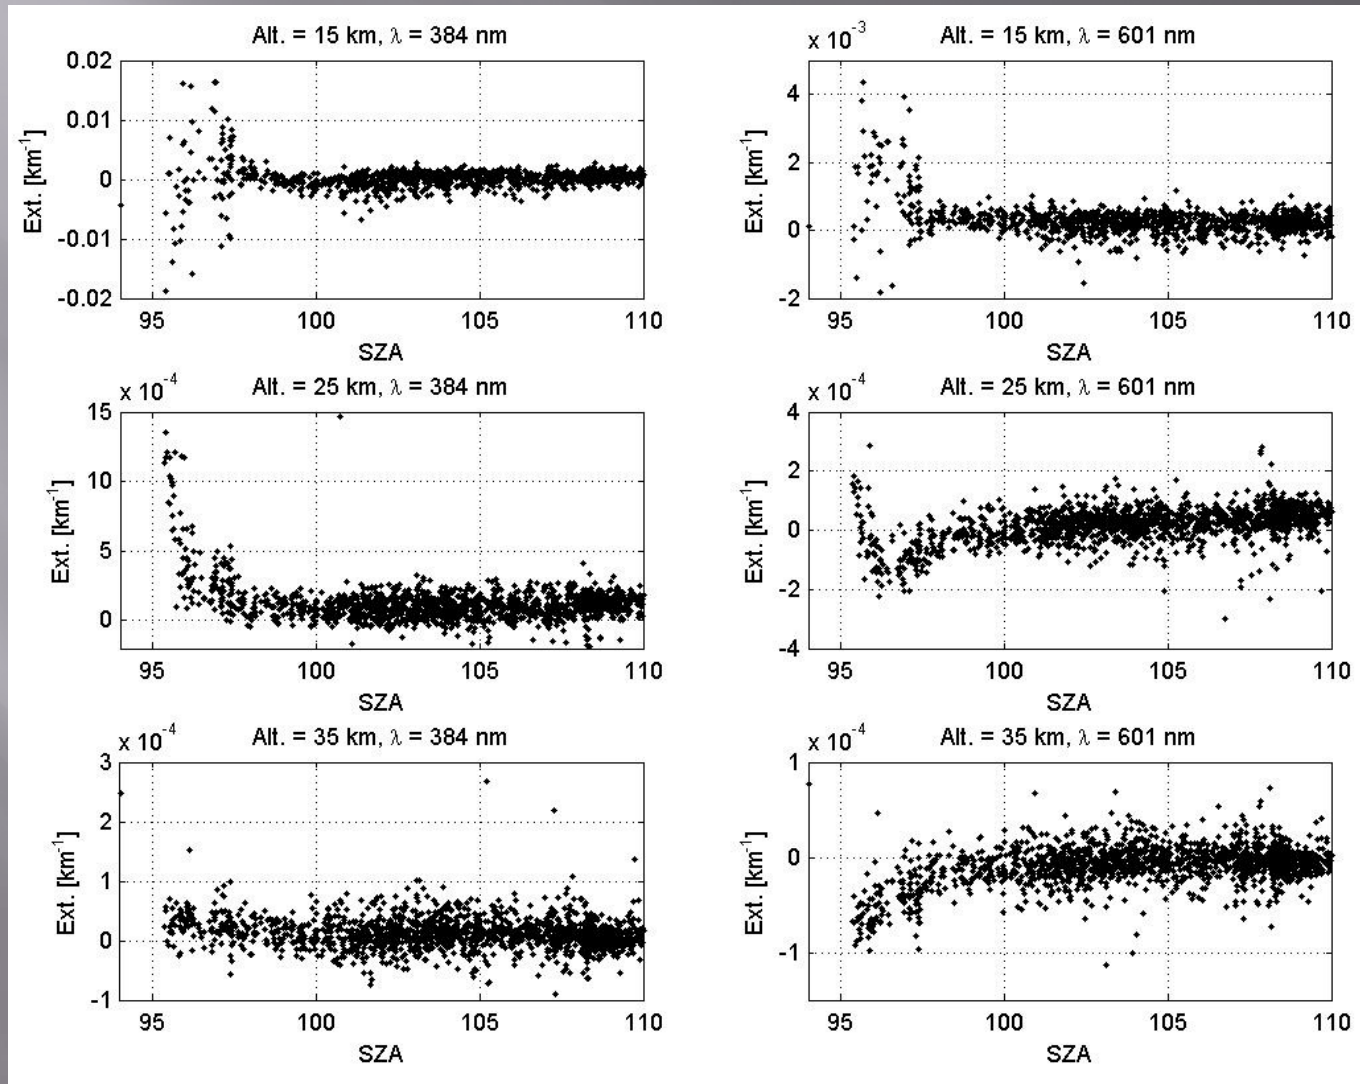 Alt. = 15 km, λ = 384 nm
0.02
0.01
0
-0.01
-0.02
Ext. [km⁻¹]
95 100 105 110
SZA
x 10⁻³ Alt. = 15 km, λ = 601 nm
4
2
0
-2
Ext. [km⁻¹]
95 100 105 110
SZA
x 10⁻⁴ Alt. = 25 km, λ = 384 nm
15
10
5
0
Ext. [km⁻¹]
95 100 105 110
SZA
x 10⁻⁴ Alt. = 25 km, λ = 601 nm
4
2
0
-2
-4
Ext. [km⁻¹]
95 100 105 110
SZA
x 10⁻⁴ Alt. = 35 km, λ = 384 nm
3
2
1
0
-1
Ext. [km⁻¹]
95 100 105 110
SZA
x 10⁻⁴ Alt. = 35 km, λ = 601 nm
1
0
-1
Ext. [km⁻¹]
95 100 105 110
SZA